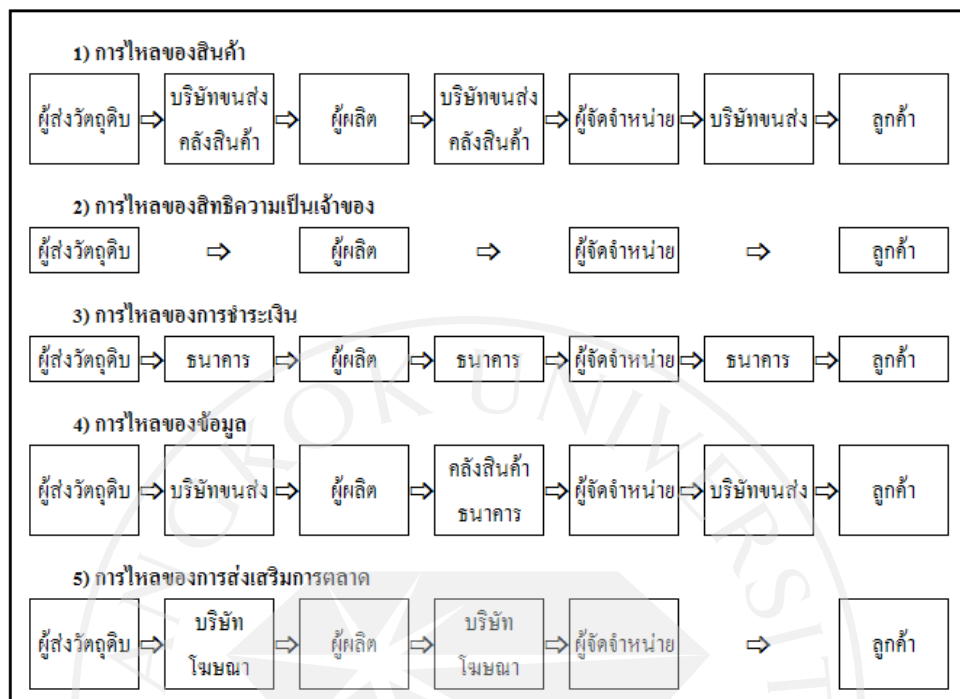 1) การไหลของสินค้า
ผู้ส่งวัตถุดิบ ⇨ บริษัทขนส่ง คลังสินค้า ⇨ ผู้ผลิต ⇨ บริษัทขนส่ง คลังสินค้า ⇨ ผู้จัดจำหน่าย ⇨ บริษัทขนส่ง ⇨ ลูกค้า
2) การไหลของสิทธิความเป็นเจ้าของ
ผู้ส่งวัตถุดิบ ⇨ ผู้ผลิต ⇨ ผู้จัดจำหน่าย ⇨ ลูกค้า
3) การไหลของการชำระเงิน
ผู้ส่งวัตถุดิบ ⇨ ธนาคาร ⇨ ผู้ผลิต ⇨ ธนาคาร ⇨ ผู้จัดจำหน่าย ⇨ ธนาคาร ⇨ ลูกค้า
4) การไหลของข้อมูล
ผู้ส่งวัตถุดิบ ⇨ บริษัทขนส่ง ⇨ ผู้ผลิต ⇨ คลังสินค้า ธนาคาร ⇨ ผู้จัดจำหน่าย ⇨ บริษัทขนส่ง ⇨ ลูกค้า
5) การไหลของการส่งเสริมการตลาด
ผู้ส่งวัตถุดิบ ⇨ บริษัท โฆษณา ⇨ ผู้ผลิต ⇨ บริษัท โฆษณา ⇨ ผู้จัดจำหน่าย ⇨ ลูกค้า
ANGKOK UNIVERSIT